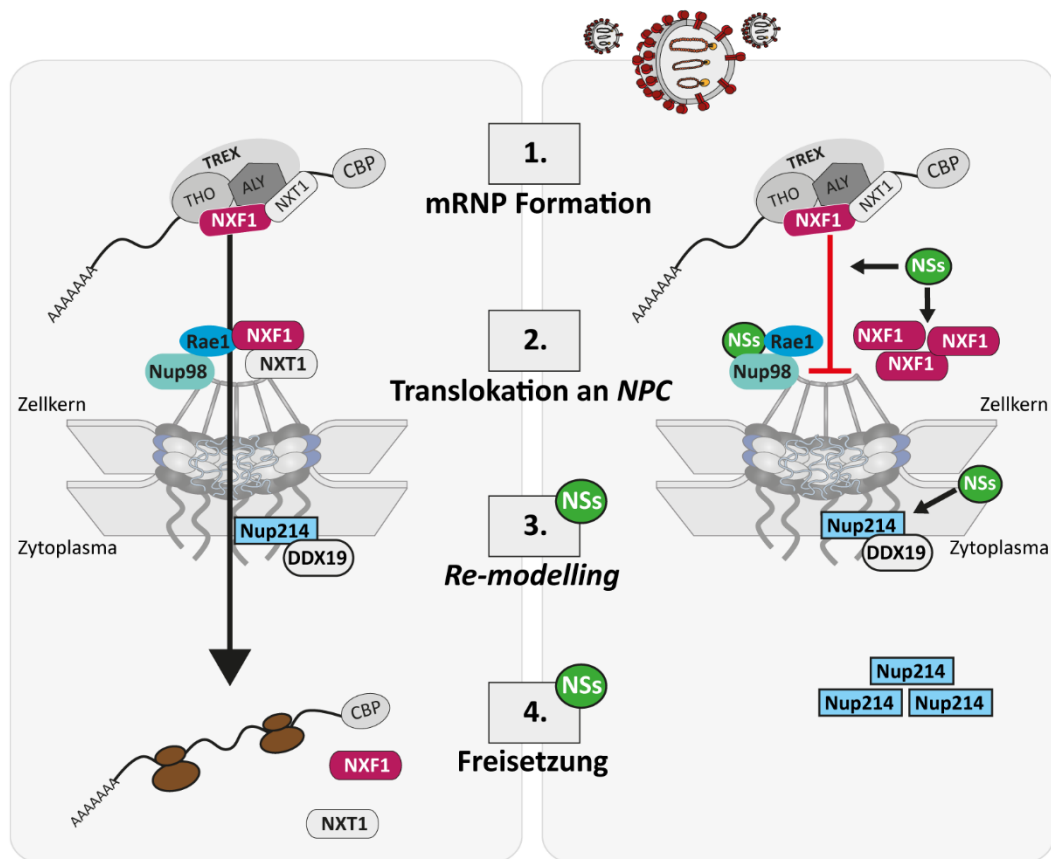 1.
mRNP Formation
2.
Translokation an NPC
3.
NSs
Re-modelling
4.
NSs
Freisetzung
TREX
THO
ALY
NXT1
CBP
NXF1
AAAAAAA
Rae1
NXF1
Nup98
NXT1
Zellkern
Zytoplasma
Nup214
DDX19
CBP
NXF1
AAAAAAA
NXT1
TREX
THO
ALY
NXT1
CBP
NXF1
AAAAAAA
NSs
NSs
Rae1
Nup98
NXF1
NXF1
NXF1
Zellkern
NSs
Nup214
DDX19
Zytoplasma
Nup214
Nup214
Nup214